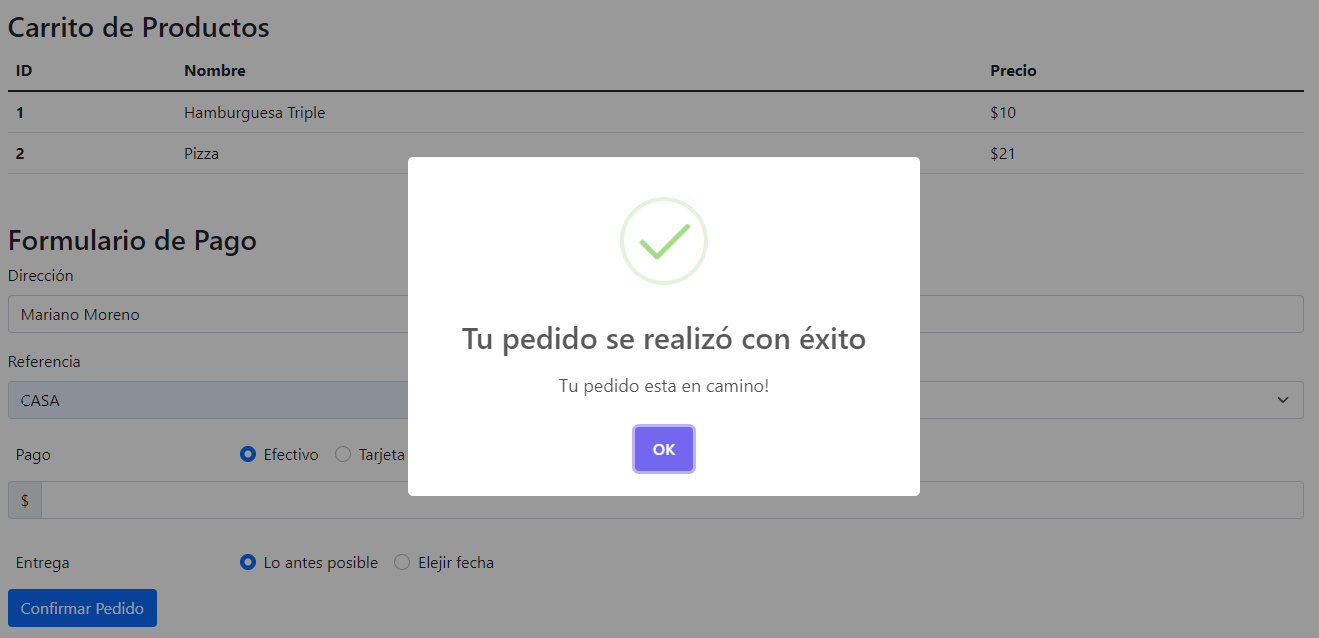 Carrito de Productos
ID Nombre Precio
1 Hamburguesa Triple $10
2 Pizza $21
Formulario de Pago
Dirección
Mariano Moreno
Referencia
CASA
Pago Efectivo Tarjeta
$
Entrega Lo antes posible Elejir fecha
Confirmar Pedido
Tu pedido se realizó con éxito
Tu pedido esta en camino!
OK